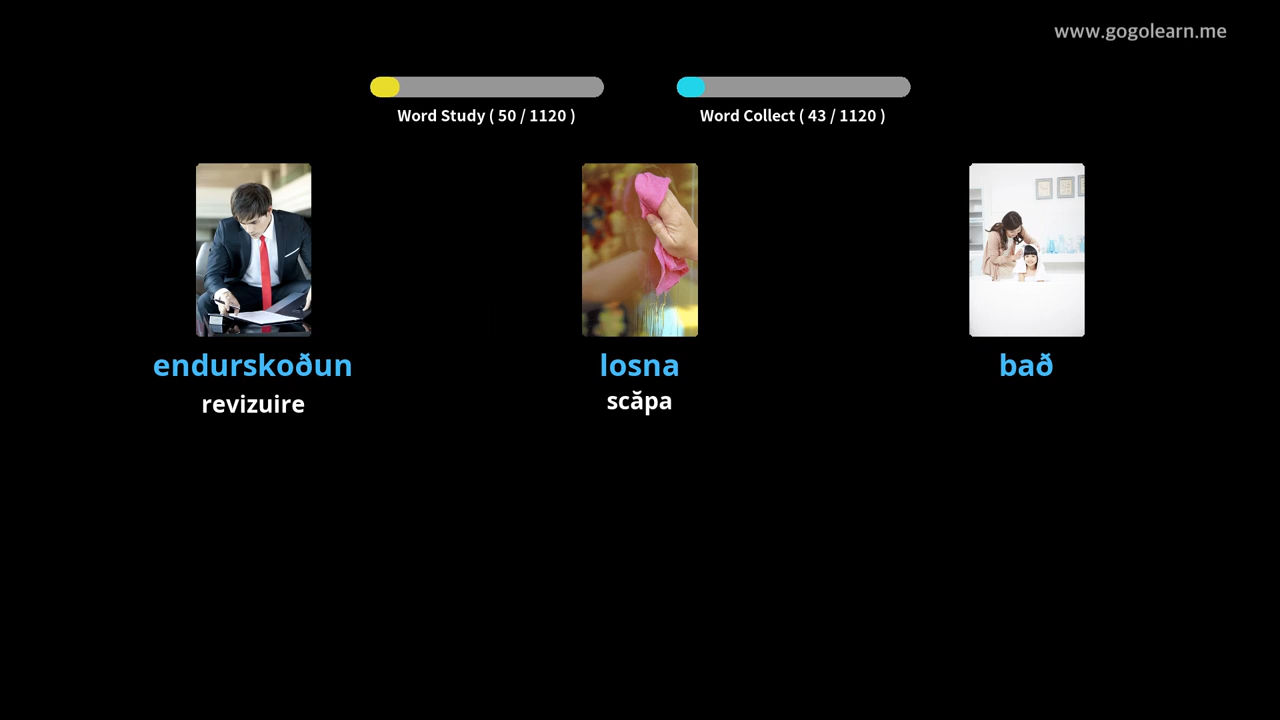 www.gogolearn.me
Word Study ( 50 / 1120 )
Word Collect ( 43 / 1120 )
endurskoðun
revizuire
losna
scăpa
bað